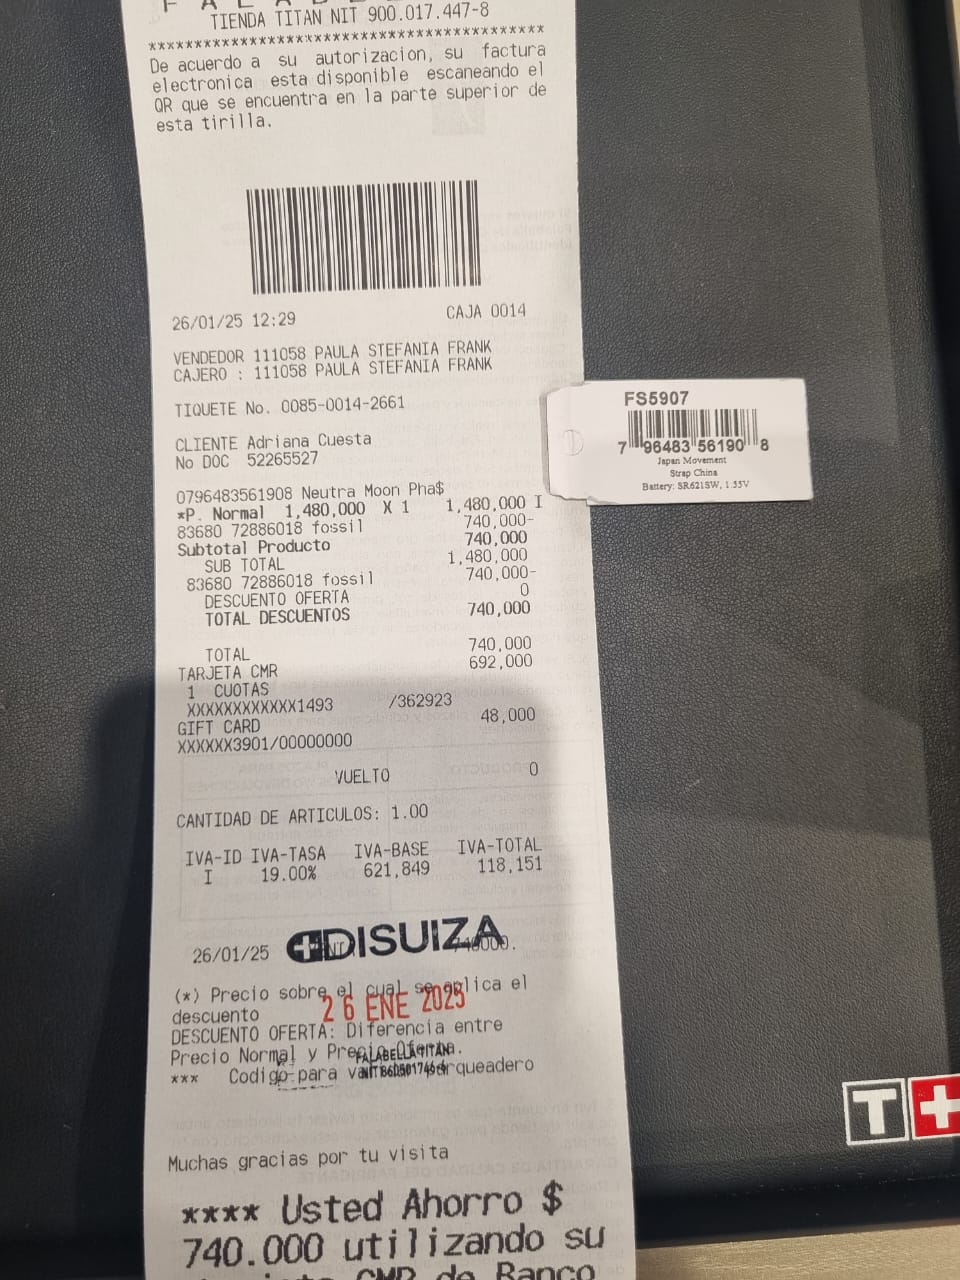 TIENDA TITAN NIT 900.017.447-8
******************************************
De acuerdo a su autorizacion, su factura
electronica esta disponible escaneando el
QR que se encuentra en la parte superior de
esta tirilla.
26/01/25 12:29 CAJA 0014
VENDEDOR 111058 PAULA STEFANIA FRANK
CAJERO : 111058 PAULA STEFANIA FRANK
TIQUETE No. 0085-0014-2661
CLIENTE Adriana Cuesta
No DOC 52265527
0796483561908 Neutra Moon Pha$
*P. Normal 1,480,000 X 1 1,480,000 I
83680 72886018 fossil 740,000-
Subtotal Producto 740,000
SUB TOTAL 1,480,000
83680 72886018 fossil 740,000-
DESCUENTO OFERTA 0
TOTAL DESCUENTOS 740,000
TOTAL 740,000
TARJETA CMR 692,000
1 CUOTAS
XXXXXXXXXXXX1493 /362923
GIFT CARD 48,000
XXXXXX3901/00000000
VUELTO 0
CANTIDAD DE ARTICULOS: 1.00
IVA-ID IVA-TASA IVA-BASE IVA-TOTAL
I 19.00% 621,849 118,151
26/01/25 DISUIZA
(*) Precio sobre el cual se aplica el
descuento
26 ENE 2025
DESCUENTO OFERTA: Diferencia entre
Precio Normal y Precio Oferta.
FALABELLA TITAN
*** Codigo para parqueadero
Muchas gracias por tu visita
**** Usted Ahorro $
740.000 utilizando su
CMR de Banco
FS5907
7 96483 56190 8
Japan Movement
Strap China
Battery: SR621SW, 1.55V
T+